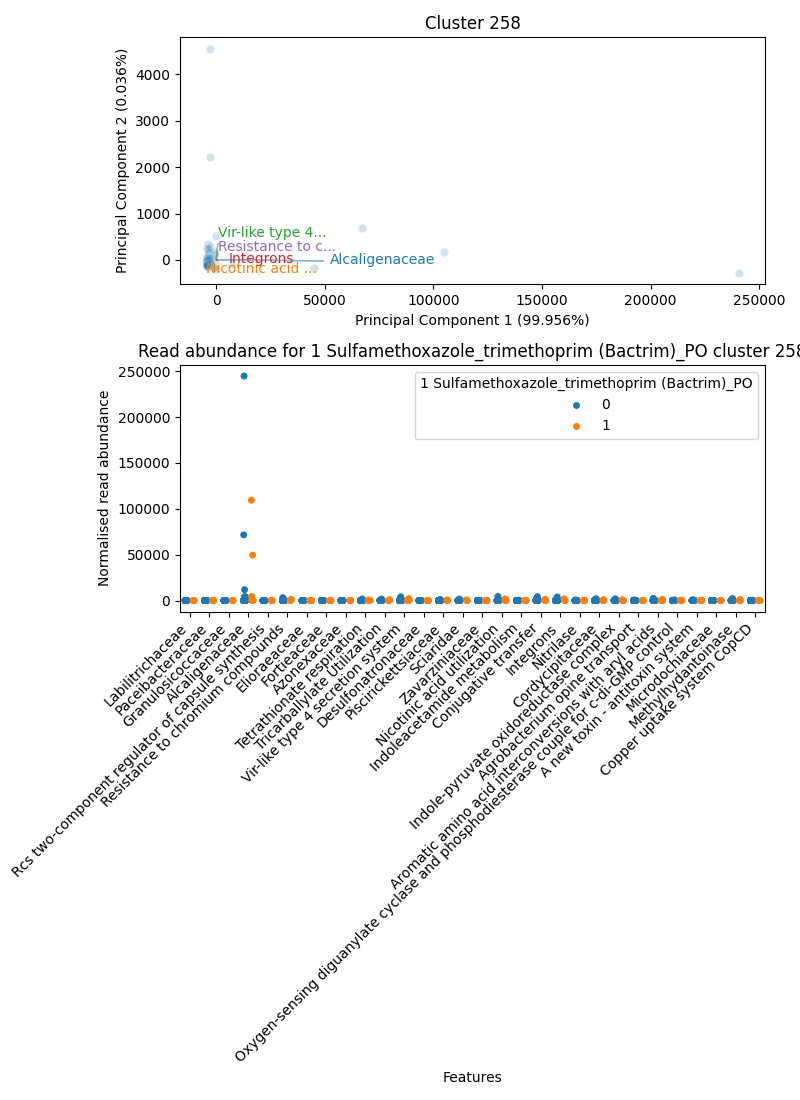 Cluster 258
Principal Component 2 (0.036%)
4000
3000
2000
1000
0
Vir-like type 4...
Resistance to c...
Integrons
Alcaligenaceae
Nicotinic acid ...
0
50000
100000
150000
200000
250000
Principal Component 1 (99.956%)
Read abundance for 1 Sulfamethoxazole_trimethoprim (Bactrim)_PO cluster 258
Normalised read abundance
250000
200000
150000
100000
50000
0
1 Sulfamethoxazole_trimethoprim (Bactrim)_PO
0
1
Labilitrichaceae
Paceibacteraceae
Granulosicoccaceae
Alcaligenaceae
Rcs two-component regulator of capsule synthesis
Resistance to chromium compounds
Elioraeaceae
Fortieaceae
Azonexaceae
Tetrathionate respiration
Tricarballylate Utilization
Vir-like type 4 secretion system
Desulfonatronaceae
Piscirickettsiaceae
Sciaridae
Zavarziniaceae
Nicotinic acid utilization
Indoleacetamide metabolism
Conjugative transfer
Integrons
Nitrilase
Cordycipitaceae
Indole-pyruvate oxidoreductase complex
Agrobacterium opine transport
Aromatic amino acid interconversions with aryl acids
Oxygen-sensing diguanylate cyclase and phosphodiesterase couple for c-di-GMP control
A new toxin - antitoxin system
Microdochiaceae
Methylhydantoinase
Copper uptake system CopCD
Features